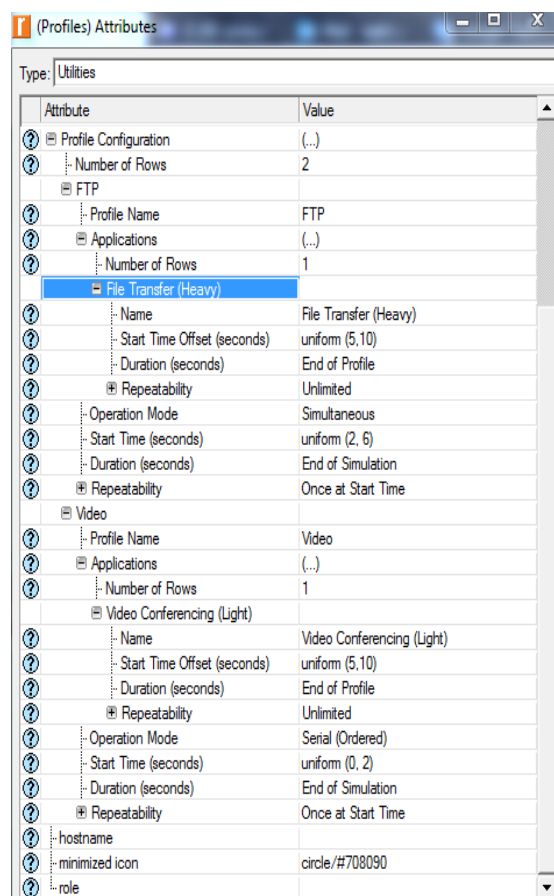 (Profiles) Attributes
Type: Utilities
Attribute Value
Profile Configuration (...)
Number of Rows 2
FTP
Profile Name FTP
Applications (...)
Number of Rows 1
File Transfer (Heavy)
Name File Transfer (Heavy)
Start Time Offset (seconds) uniform (5,10)
Duration (seconds) End of Profile
Repeatability Unlimited
Operation Mode Simultaneous
Start Time (seconds) uniform (2, 6)
Duration (seconds) End of Simulation
Repeatability Once at Start Time
Video
Profile Name Video
Applications (...)
Number of Rows 1
Video Conferencing (Light)
Name Video Conferencing (Light)
Start Time Offset (seconds) uniform (5,10)
Duration (seconds) End of Profile
Repeatability Unlimited
Operation Mode Serial (Ordered)
Start Time (seconds) uniform (0, 2)
Duration (seconds) End of Simulation
Repeatability Once at Start Time
hostname
minimized icon circle/#708090
role